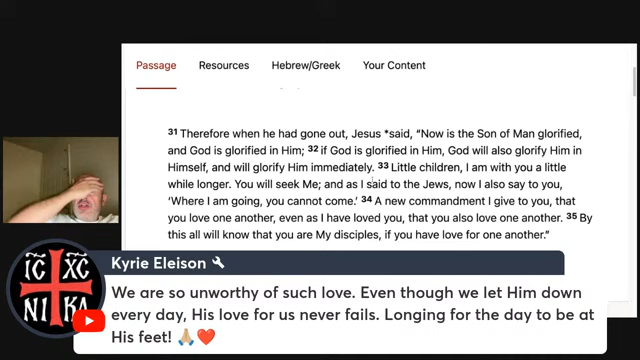 Passage Resources Hebrew/Greek Your Content
31 Therefore when he had gone out, Jesus *said, “Now is the Son of Man glorified,
and God is glorified in Him; 32 if God is glorified in Him, God will also glorify Him in
Himself, and will glorify Him immediately. 33 Little children, I am with you a little
while longer. You will seek Me; and as I said to the Jews, now I also say to you,
‘Where I am going, you cannot come.’ 34 A new commandment I give to you, that
you love one another, even as I have loved you, that you also love one another. 35 By
this all will know that you are My disciples, if you have love for one another.”
IC XC
NI KA
Kyrie Eleison
We are so unworthy of such love. Even though we let Him down
every day, His love for us never fails. Longing for the day to be at
His feet! 🙏🏼❤️